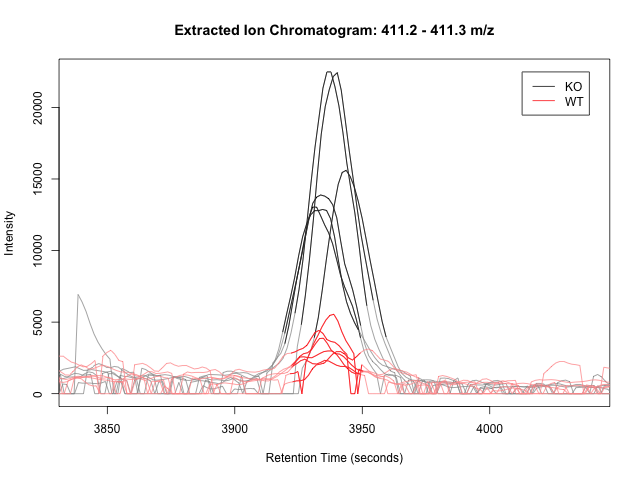 Extracted Ion Chromatogram: 411.2 - 411.3 m/z
KO
WT
Intensity
20000
15000
10000
5000
0
3850 3900 3950 4000
Retention Time (seconds)